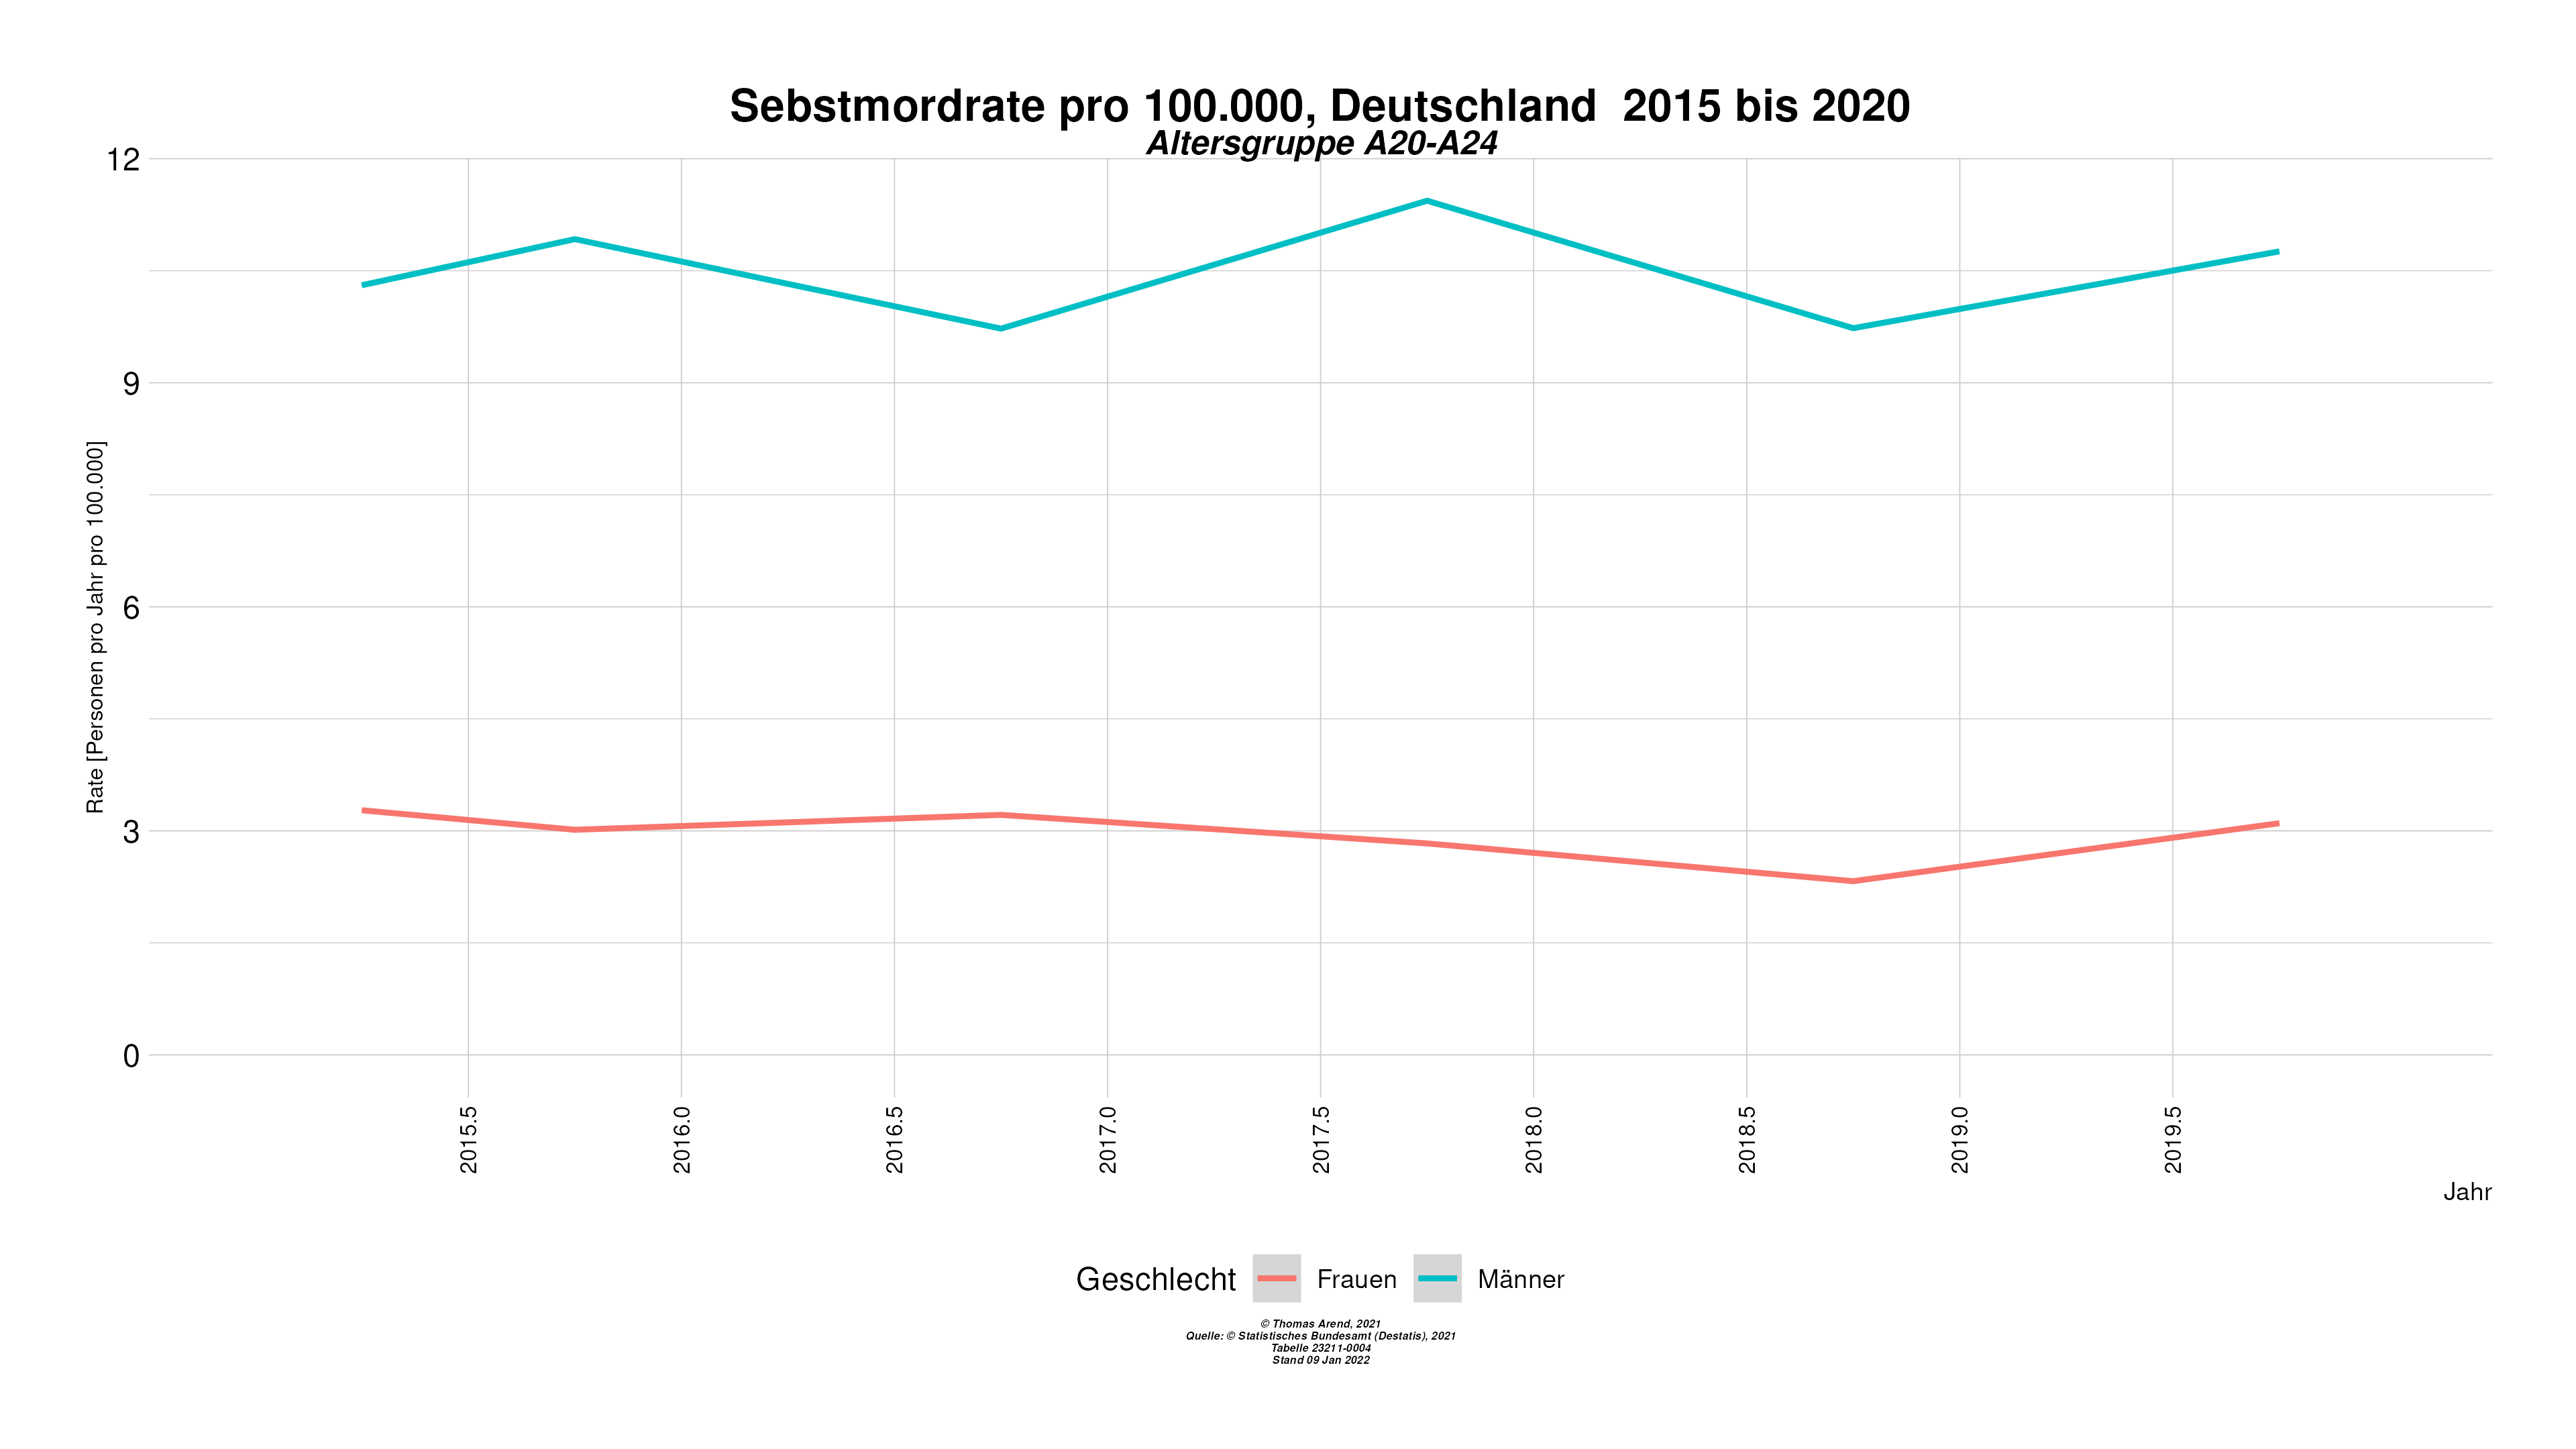 Sebstmordrate pro 100.000, Deutschland  2015 bis 2020
Altersgruppe A20-A24
12
9
6
3
0
Rate [Personen pro Jahr pro 100.000]
2015.5
2016.0
2016.5
2017.0
2017.5
2018.0
2018.5
2019.0
2019.5
Jahr
Geschlecht Frauen Männer
© Thomas Arend, 2021
Quelle: © Statistisches Bundesamt (Destatis), 2021
Tabelle 23211-0004
Stand 09 Jan 2022